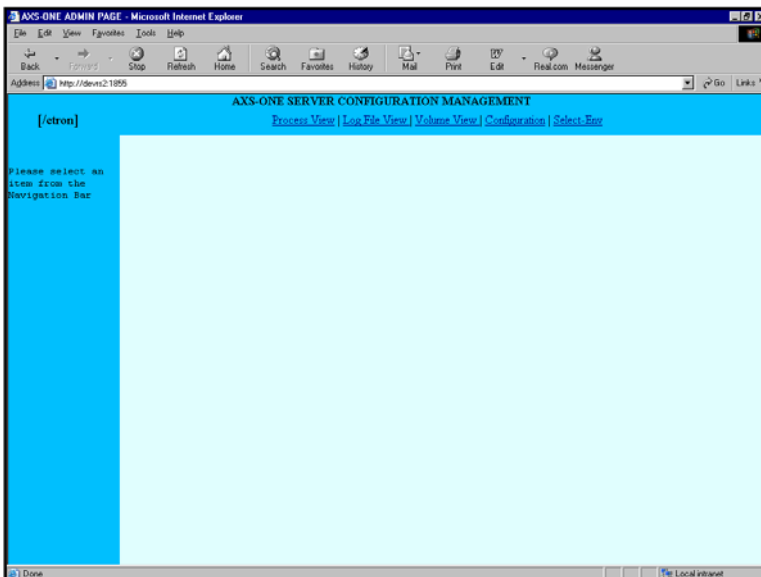 AXS-ONE ADMIN PAGE - Microsoft Internet Explorer
File Edit View Favorites Tools Help
Back Forward Stop Refresh Home Search Favorites History Mail Print Edit Real.com Messenger
Address http://devrs2:1855 Go Links
AXS-ONE SERVER CONFIGURATION MANAGEMENT
[/etron] Process View | Log File View | Volume View | Configuration | Select-Env
Please select an
item from the
Navigation Bar
Done Local intranet